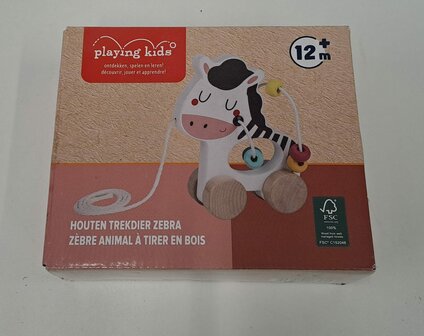 playing kids
ontdekken, spelen en leren!
découvrir, jouer et apprendre!
12+
m
HOUTEN TREKDIER ZEBRA
ZÈBRE ANIMAL À TIRER EN BOIS
FSC
100%